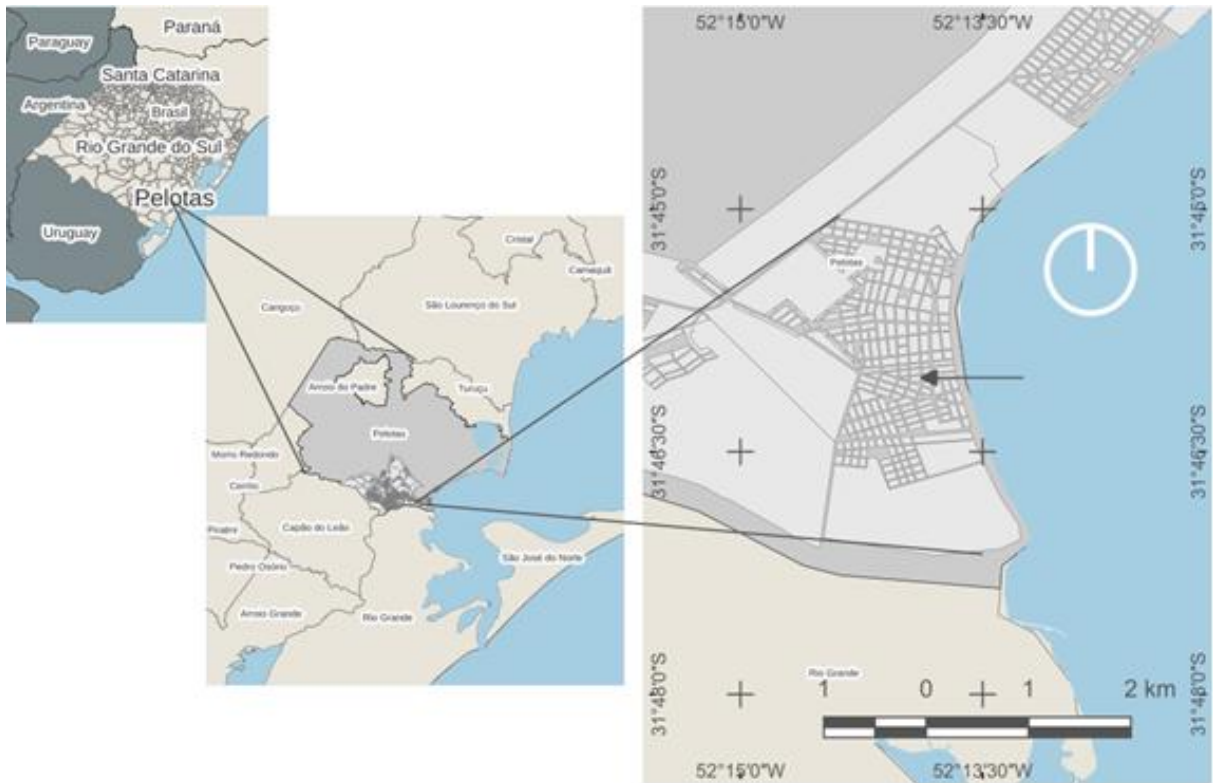 Paraná
Paraguay
Santa Catarina
Argentina
Brasil
Rio Grande do Sul
Pelotas
Uruguay
Cristal
Camaquã
Canguçu
São Lourenço do Sul
Arroio do Padre
Turuçu
Pelotas
Morro Redondo
Cerrito
Capão do Leão
Piratini
São José do Norte
Pedro Osório
Arroio Grande
Rio Grande
52°15'0"W 52°13'30"W
31°45'0"S 31°45'0"S
Pelotas
31°46'30"S 31°46'30"S
Rio Grande
1 0 1 2 km
31°48'0"S 31°48'0"S
52°15'0"W 52°13'30"W